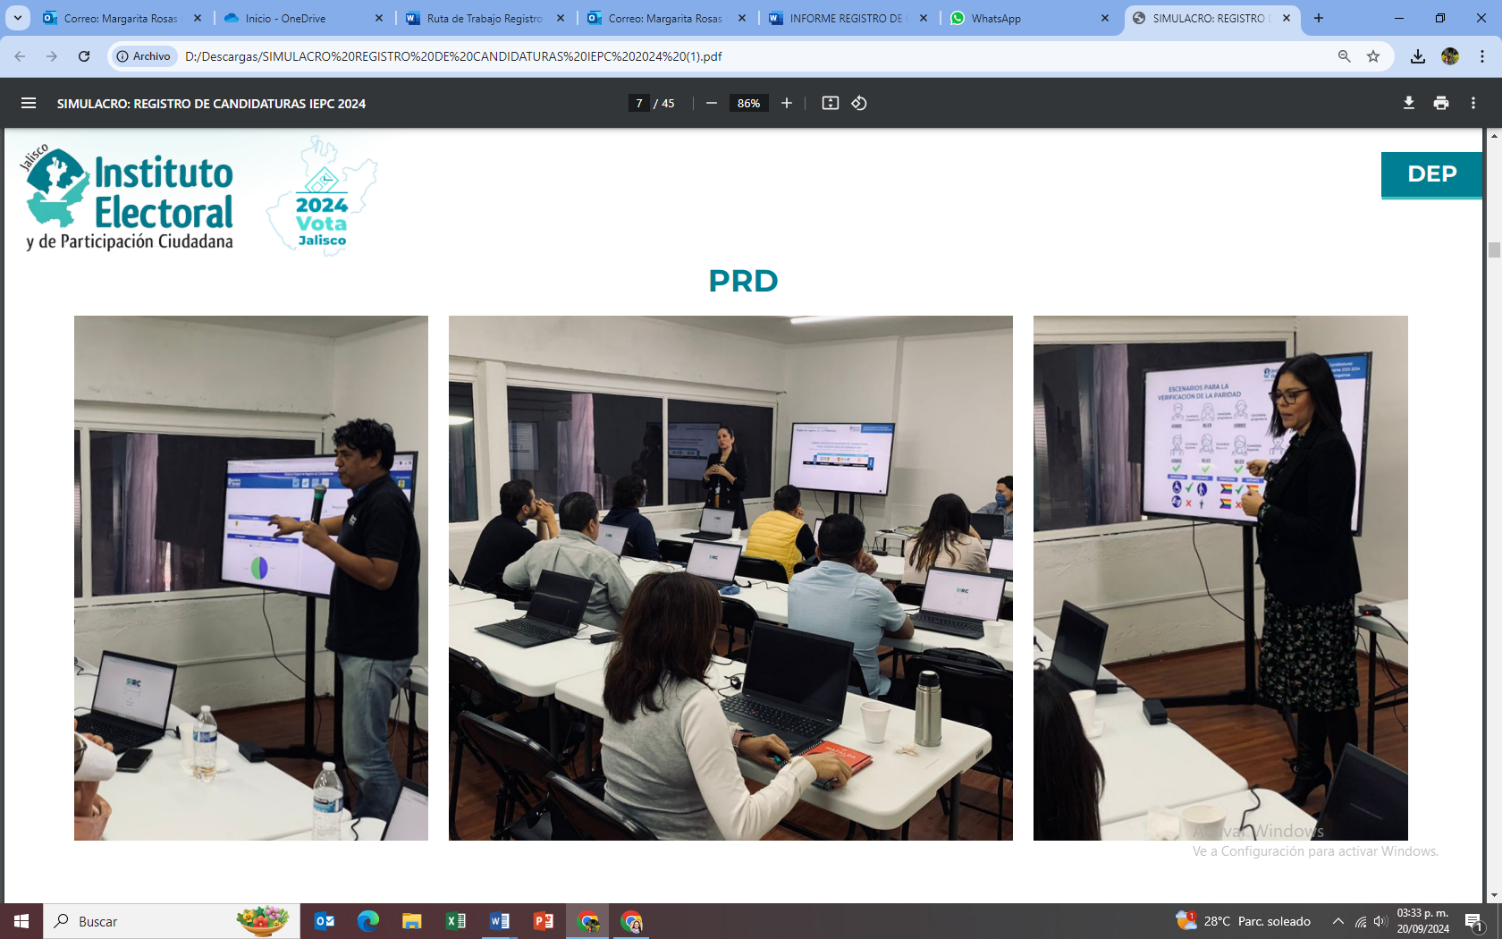 Correo: Margarita Rosas
Inicio - OneDrive
Ruta de Trabajo Registro
Correo: Margarita Rosas
INFORME REGISTRO DE
WhatsApp
SIMULACRO: REGISTRO
Archivo
D:/Descargas/SIMULACRO%20REGISTRO%20DE%20CANDIDATURAS%20IEPC%202024%20(1).pdf
SIMULACRO: REGISTRO DE CANDIDATURAS IEPC 2024
7 / 45
86%
Jalisco
Instituto
Electoral
y de Participación Ciudadana
2024
Vota
Jalisco
DEP
PRD
ESCENARIOS PARA LA
VERIFICACIÓN DE LA PARIDAD
Activar Windows
Ve a Configuración para activar Windows.
Buscar
28°C Parc. soleado
03:33 p. m.
20/09/2024
1